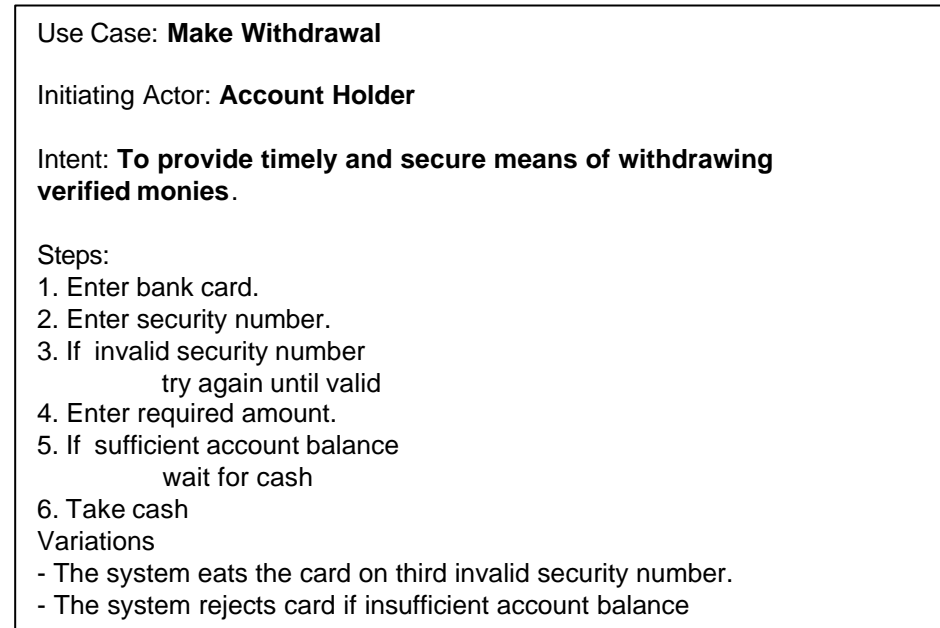 Use Case: Make Withdrawal
Initiating Actor: Account Holder
Intent: To provide timely and secure means of withdrawing
verified monies.
Steps:
1. Enter bank card.
2. Enter security number.
3. If invalid security number
try again until valid
4. Enter required amount.
5. If sufficient account balance
wait for cash
6. Take cash
Variations
- The system eats the card on third invalid security number.
- The system rejects card if insufficient account balance